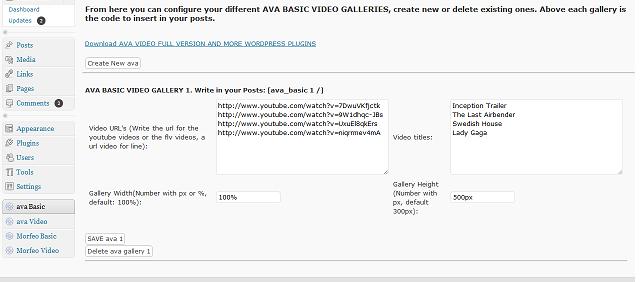 Dashboard
Updates 2
Posts
Media
Links
Pages
Comments 3
Appearance
Plugins
Users
Tools
Settings
ava Basic
ava Video
Morfeo Basic
Morfeo Video
From here you can configure your different AVA BASIC VIDEO GALLERIES, create new or delete existing ones. Above each gallery is
the code to insert in your posts.
Download AVA VIDEO FULL VERSION AND MORE WORDPRESS PLUGINS
Create New ava
AVA BASIC VIDEO GALLERY 1. Write in your Posts: [ava_basic 1 /]
Video URL's (Write the url for the
youtube videos or the flv videos, a
url video for line):
http://www.youtube.com/watch?v=7DwuVKfjctk
http://www.youtube.com/watch?v=9W1dhqc-JBs
http://www.youtube.com/watch?v=UxuEl8qkErs
http://www.youtube.com/watch?v=niqrrmev4mA
Video titles:
Inception Trailer
The Last Airbender
Swedish House
Lady Gaga
Gallery Width(Number with px or %,
default: 100%):
100%
Gallery Height
(Number with
px, default
300px):
500px
SAVE ava 1
Delete ava gallery 1